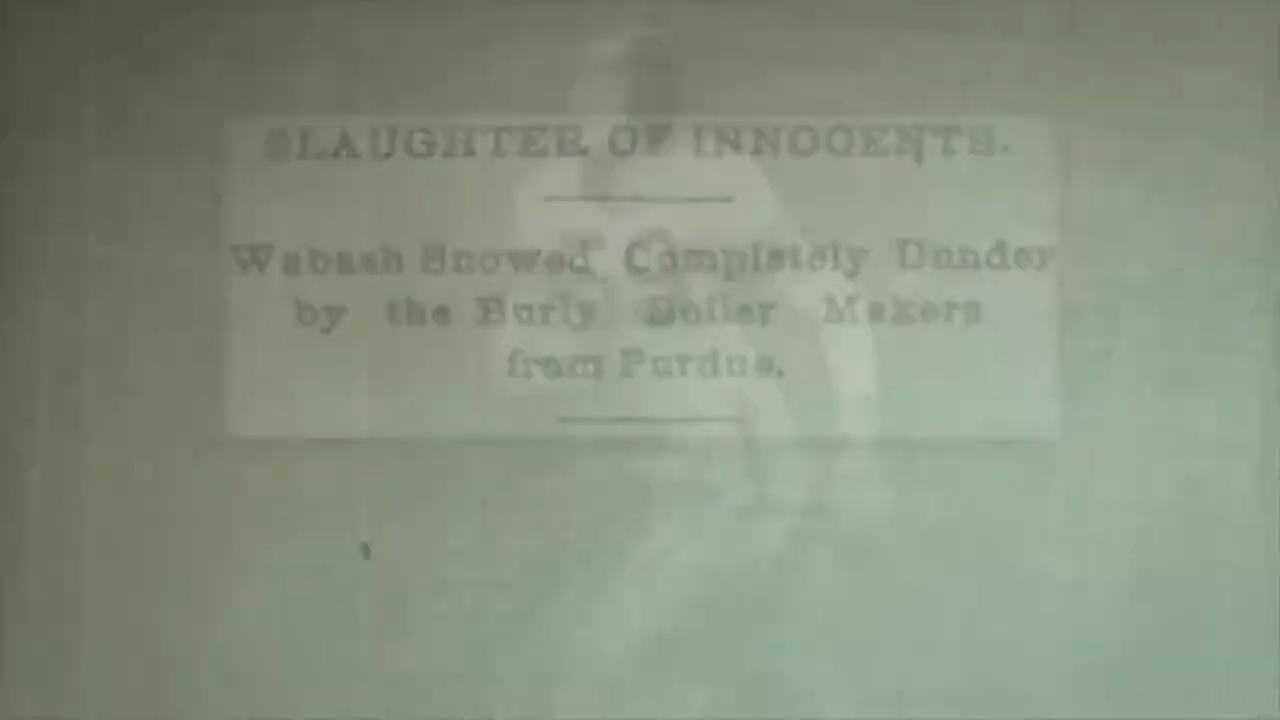 SLAUGHTER OF INNOCENTS.
Wabash Snowed Completely Under
by the Burly Boiler Makers
from Purdue.